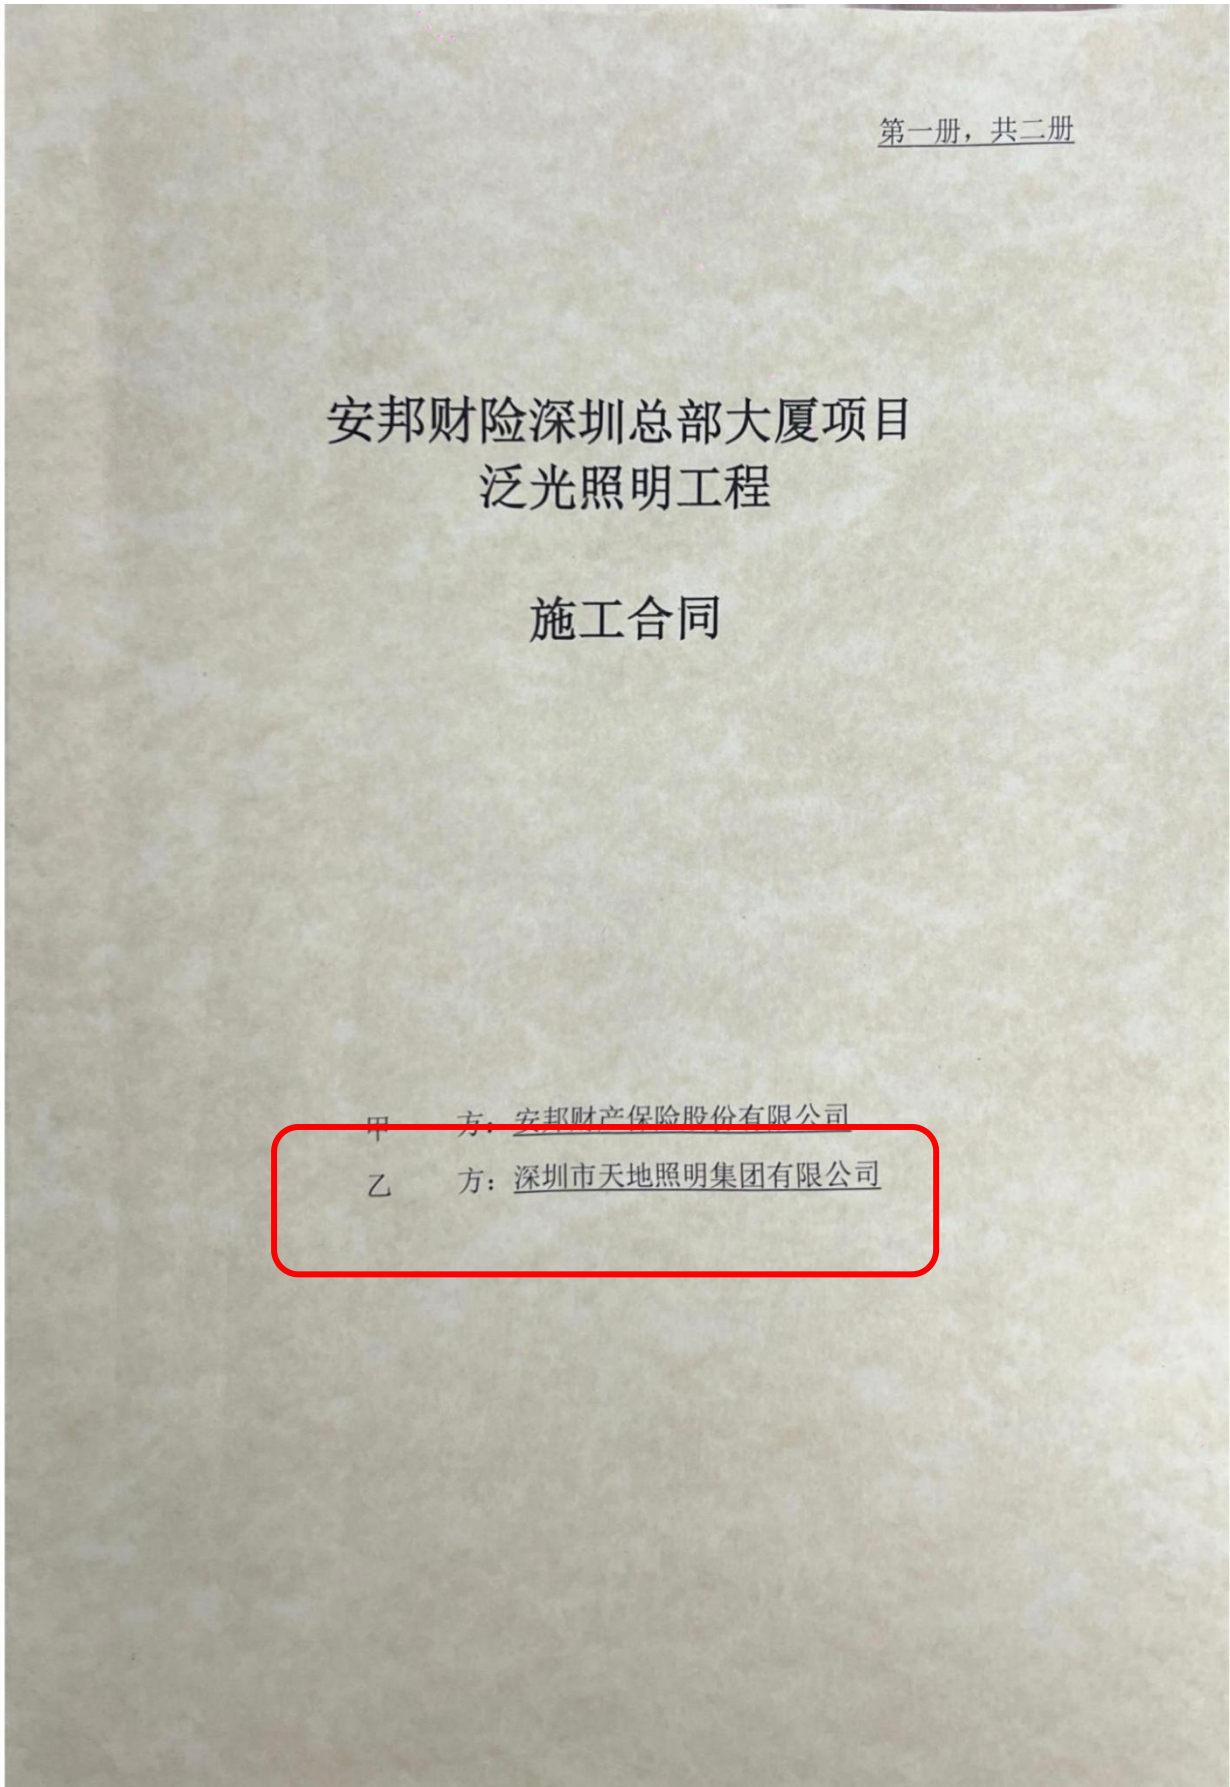 第一册，共二册
安邦财险深圳总部大厦项目
泛光照明工程
施工合同
甲 方：安邦财产保险股份有限公司
乙 方：深圳市天地照明集团有限公司